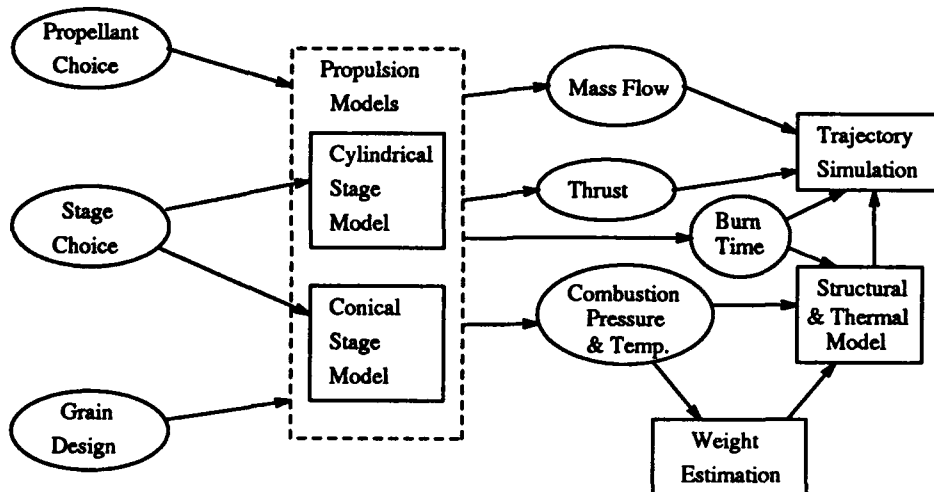 Propellant
Choice
Propulsion
Models
Mass Flow
Trajectory
Simulation
Cylindrical
Stage
Model
Thrust
Stage
Choice
Burn
Time
Conical
Stage
Model
Combustion
Pressure
& Temp.
Structural
& Thermal
Model
Grain
Design
Weight
Estimation